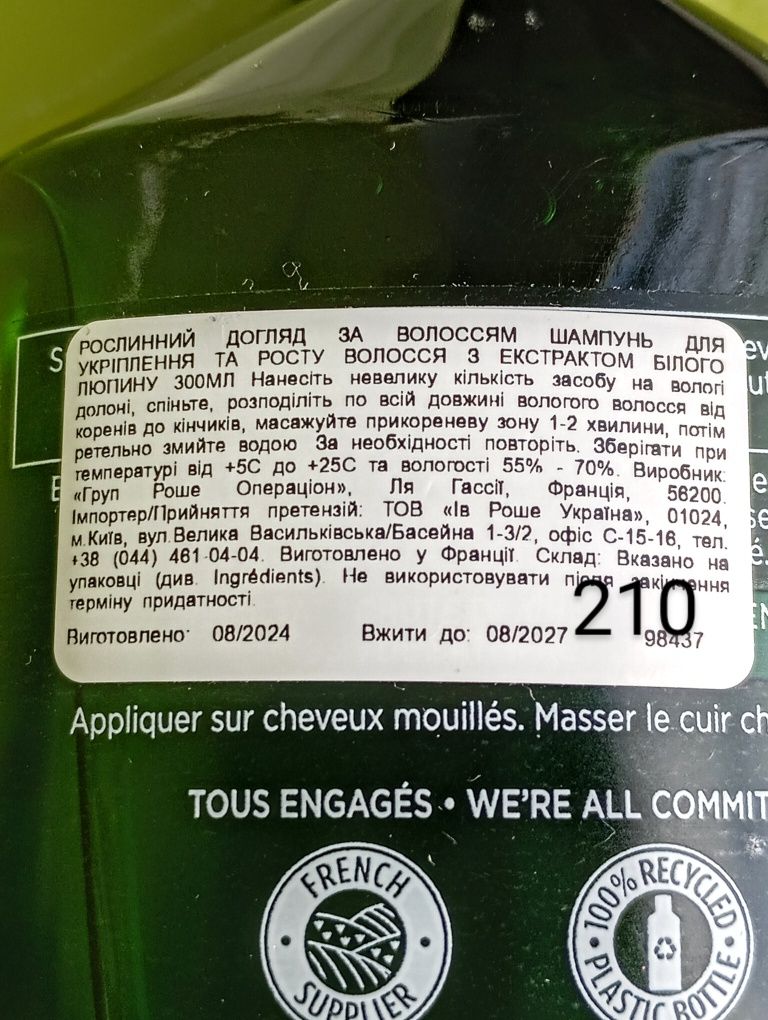 РОСЛИННИЙ ДОГЛЯД ЗА ВОЛОССЯМ ШАМПУНЬ ДЛЯ
УКРІПЛЕННЯ ТА РОСТУ ВОЛОССЯ З ЕКСТРАКТОМ БІЛОГО
ЛЮПИНУ 300МЛ Нанесіть невелику кількість засобу на вологі
долоні, спіньте, розподіліть по всій довжині вологого волосся від
коренів до кінчиків, масажуйте прикореневу зону 1-2 хвилини, потім
ретельно змийте водою За необхідності повторіть. Зберігати при
температурі від +5С до +25С та вологості 55% - 70%. Виробник:
«Груп Роше Операціон», Ля Гассії, Франція, 56200.
Імпортер/Прийняття претензій: ТОВ «Ів Роше Україна», 01024,
м.Київ, вул.Велика Васильківська/Басейна 1-3/2, офіс С-15-16, тел.
+38 (044) 461-04-04. Виготовлено у Франції. Склад: Вказано на
упаковці (див. Ingrédients). Не використовувати після закінчення
терміну придатності.
210
Виготовлено: 08/2024 Вжити до: 08/2027 98437
Appliquer sur cheveux mouillés. Masser le cuir ch
TOUS ENGAGÉS • WE'RE ALL COMMIT
FRENCH SUPPLIER
100% RECYCLED PLASTIC BOTTLE